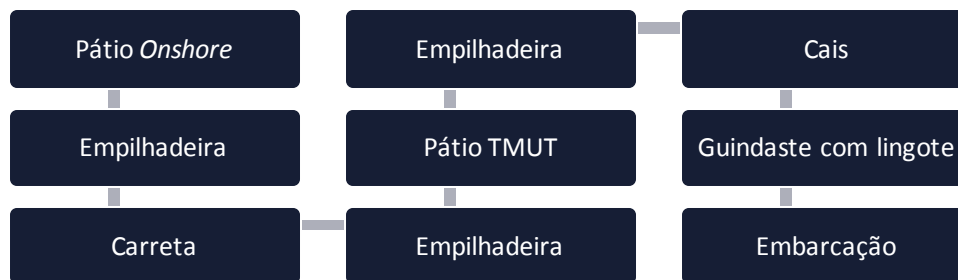 Pátio Onshore
Empilhadeira
Carreta
Empilhadeira
Pátio TMUT
Empilhadeira
Cais
Guindaste com lingote
Embarcação